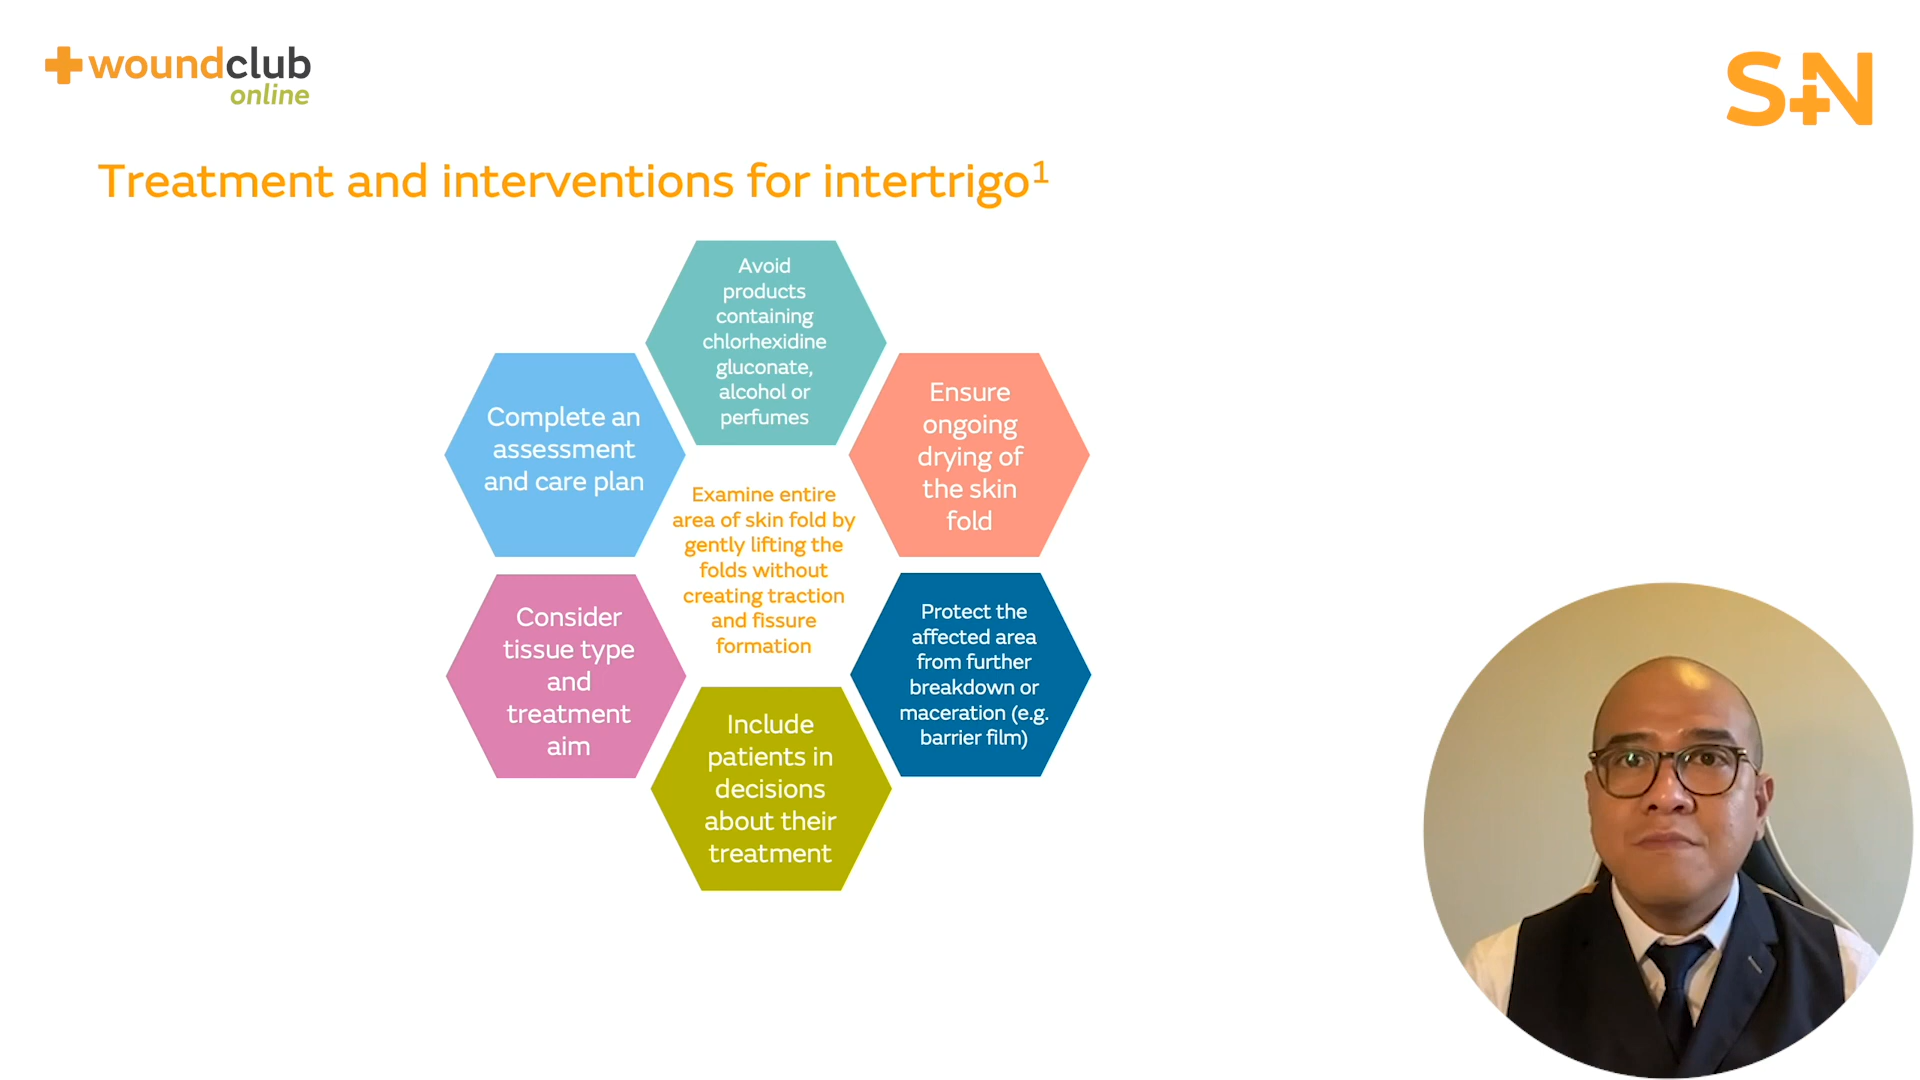 woundclub
online
S+N
Treatment and interventions for intertrigo¹
Avoid
products
containing
chlorhexidine
gluconate,
alcohol or
perfumes
Complete an
assessment
and care plan
Ensure
ongoing
drying of
the skin
fold
Examine entire
area of skin fold by
gently lifting the
folds without
creating traction
and fissure
formation
Consider
tissue type
and
treatment
aim
Protect the
affected area
from further
breakdown or
maceration (e.g.
barrier film)
Include
patients in
decisions
about their
treatment